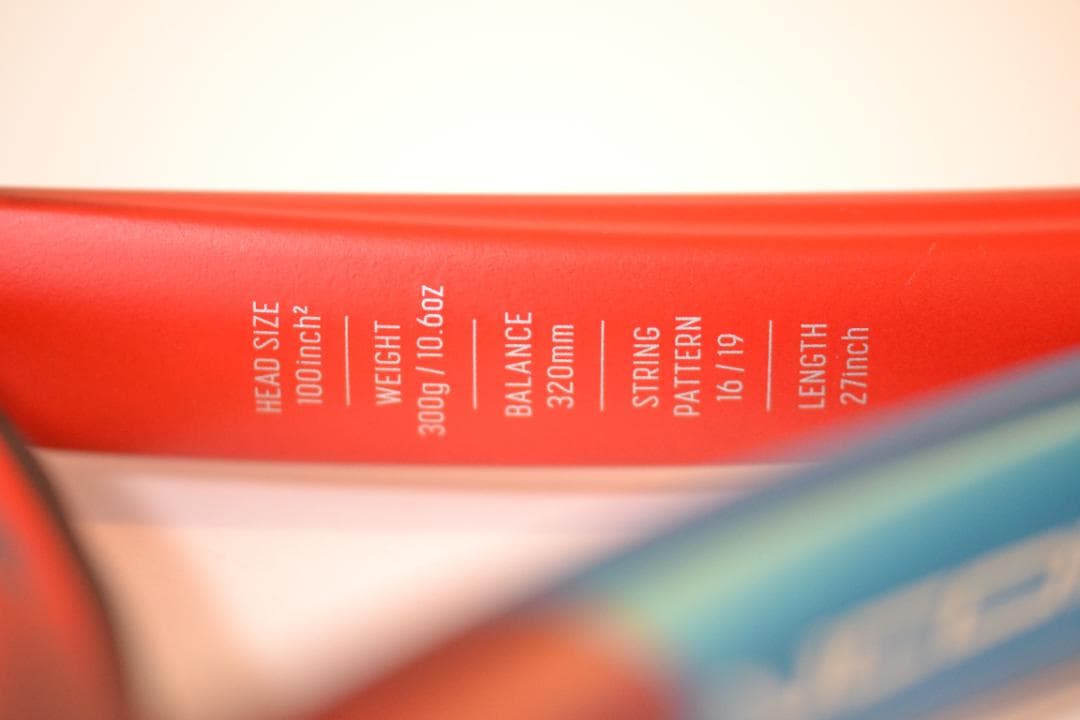 HEAD SIZE
100inch²
WEIGHT
300g / 10.6oz
BALANCE
320mm
STRING
PATTERN
16 / 19
LENGTH
27inch